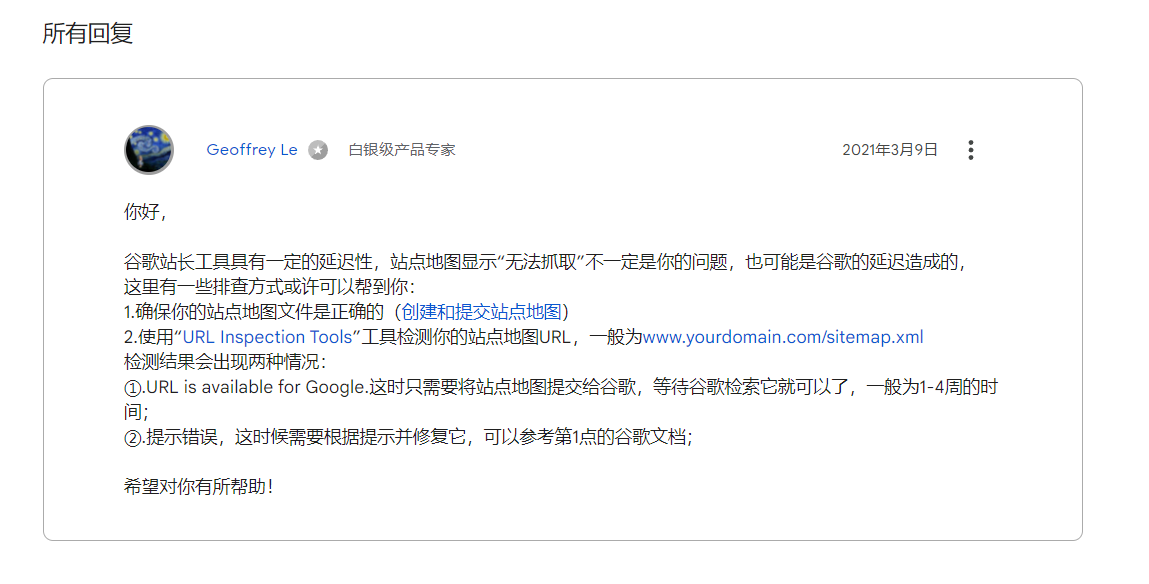 所有回复
Geoffrey Le 白银级产品专家 2021年3月9日
你好，
谷歌站长工具具有一定的延迟性，站点地图显示“无法抓取”不一定是你的问题，也可能是谷歌的延迟造成的，
这里有一些排查方式或许可以帮到你：
1.确保你的站点地图文件是正确的（创建和提交站点地图）
2.使用“URL Inspection Tools”工具检测你的站点地图URL，一般为www.yourdomain.com/sitemap.xml
检测结果会出现两种情况：
①.URL is available for Google.这时只需要将站点地图提交给谷歌，等待谷歌检索它就可以了，一般为1-4周的时
间；
②.提示错误，这时候需要根据提示并修复它，可以参考第1点的谷歌文档；
希望对你有所帮助！